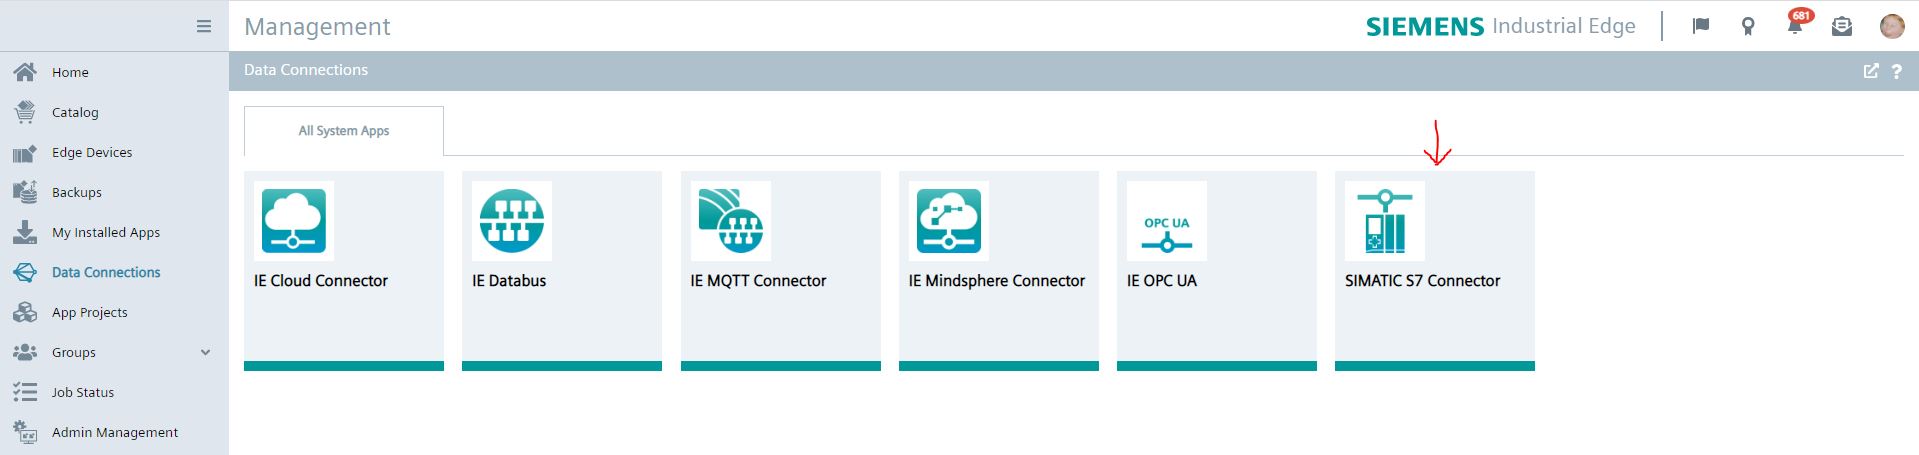 Management
SIEMENS Industrial Edge
681
Data Connections
?
Home
Catalog
Edge Devices
Backups
My Installed Apps
Data Connections
App Projects
Groups
Job Status
Admin Management
All System Apps
IE Cloud Connector
IE Databus
IE MQTT Connector
IE Mindsphere Connector
OPC UA
IE OPC UA
SIMATIC S7 Connector